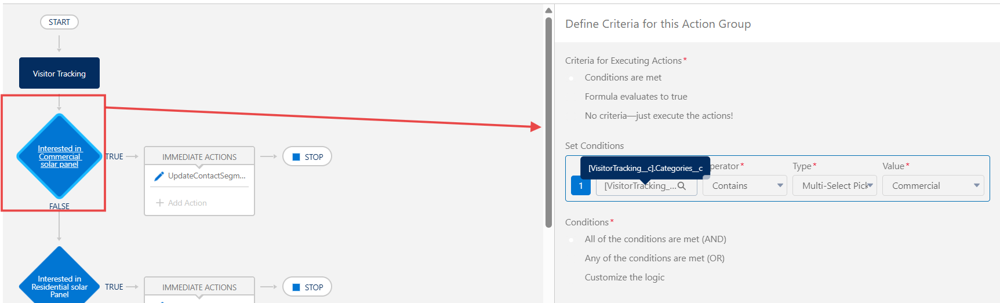 START
Visitor Tracking
Interested in
Commercial
solar panel
TRUE
IMMEDIATE ACTIONS
UpdateContactSegm...
Add Action
STOP
FALSE
Interested in
Residential solar
Panel
TRUE
IMMEDIATE ACTIONS
STOP
Define Criteria for this Action Group
Criteria for Executing Actions*
Conditions are met
Formula evaluates to true
No criteria—just execute the actions!
Set Conditions
[VisitorTracking__c].Categories__c
perator* Type* Value*
1 [VisitorTracking_... Contains Multi-Select Pick Commercial
Conditions*
All of the conditions are met (AND)
Any of the conditions are met (OR)
Customize the logic